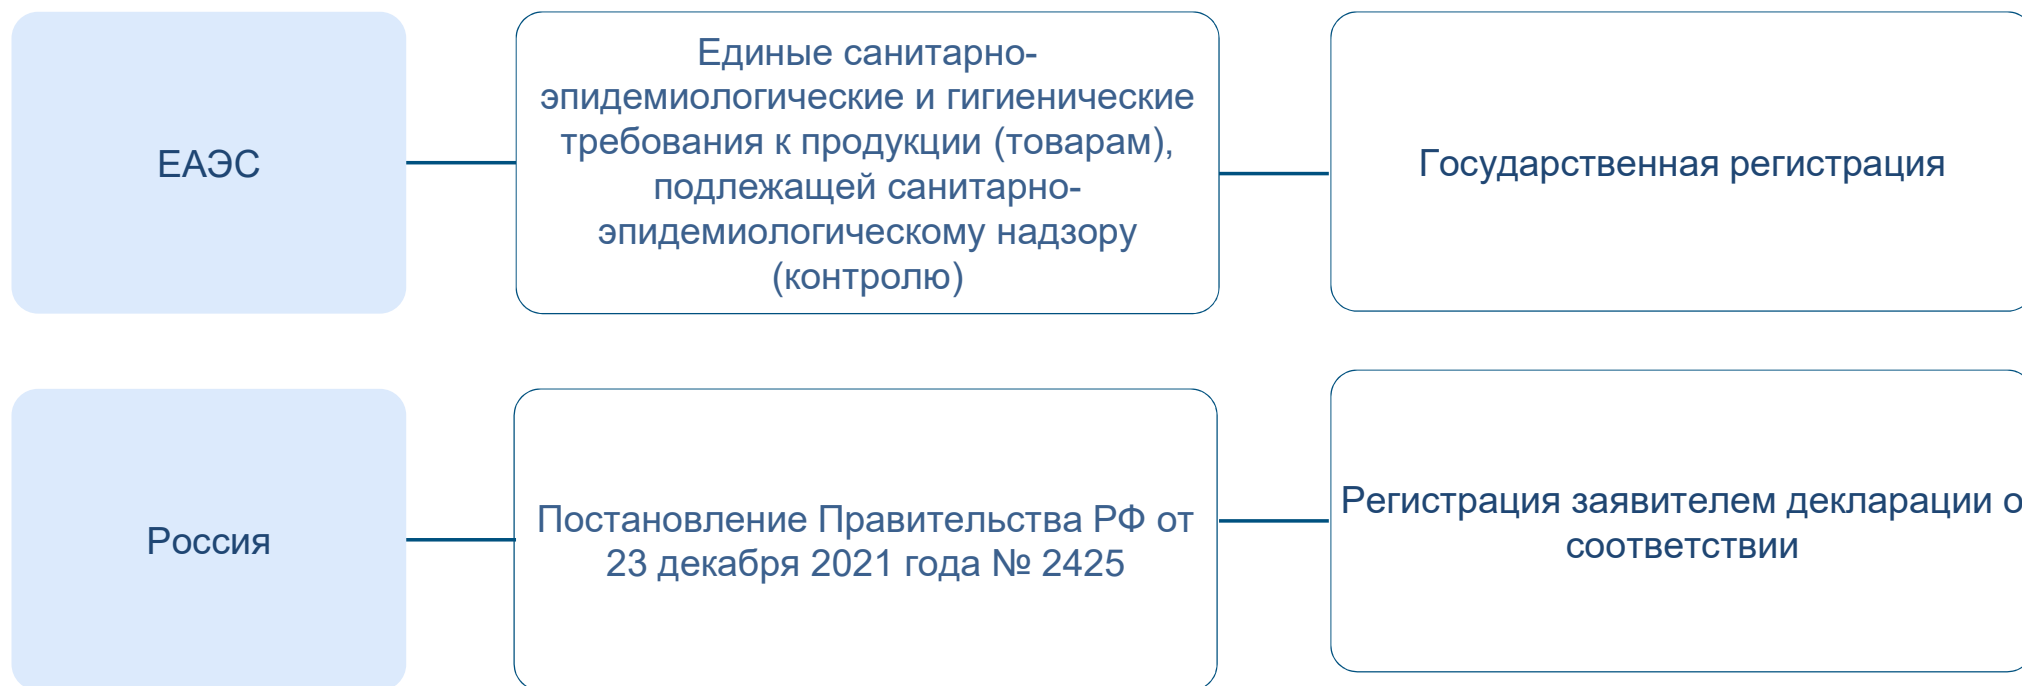 ЕАЭС
Единые санитарно-
эпидемиологические и гигиенические
требования к продукции (товарам),
подлежащей санитарно-
эпидемиологическому надзору
(контролю)
Государственная регистрация
Россия
Постановление Правительства РФ от
23 декабря 2021 года № 2425
Регистрация заявителем декларации о
соответствии